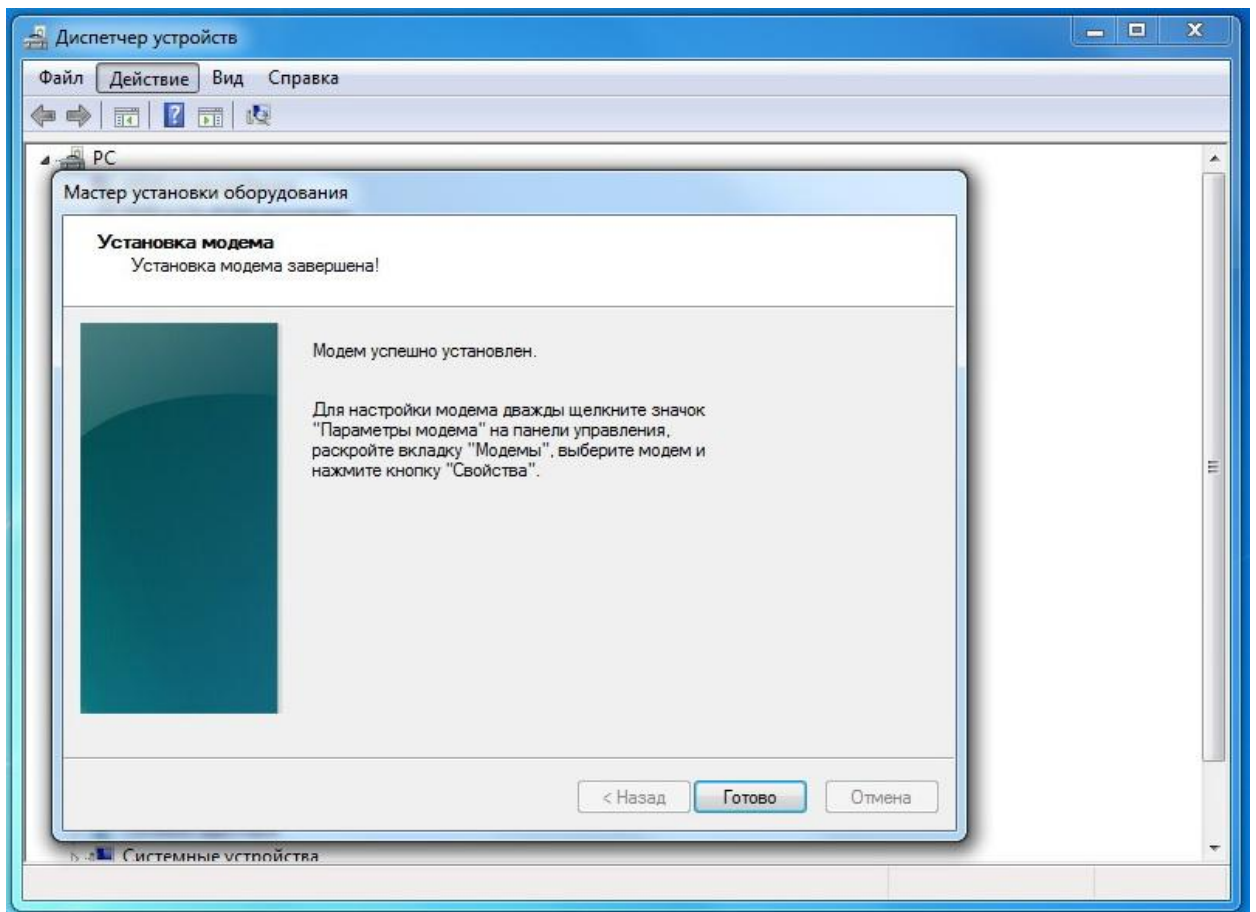 Диспетчер устройств
Файл Действие Вид Справка
PC
Мастер установки оборудования
Установка модема
Установка модема завершена!
Модем успешно установлен.
Для настройки модема дважды щелкните значок
"Параметры модема" на панели управления,
раскройте вкладку "Модемы", выберите модем и
нажмите кнопку "Свойства".
< Назад Готово Отмена
Системные устройства